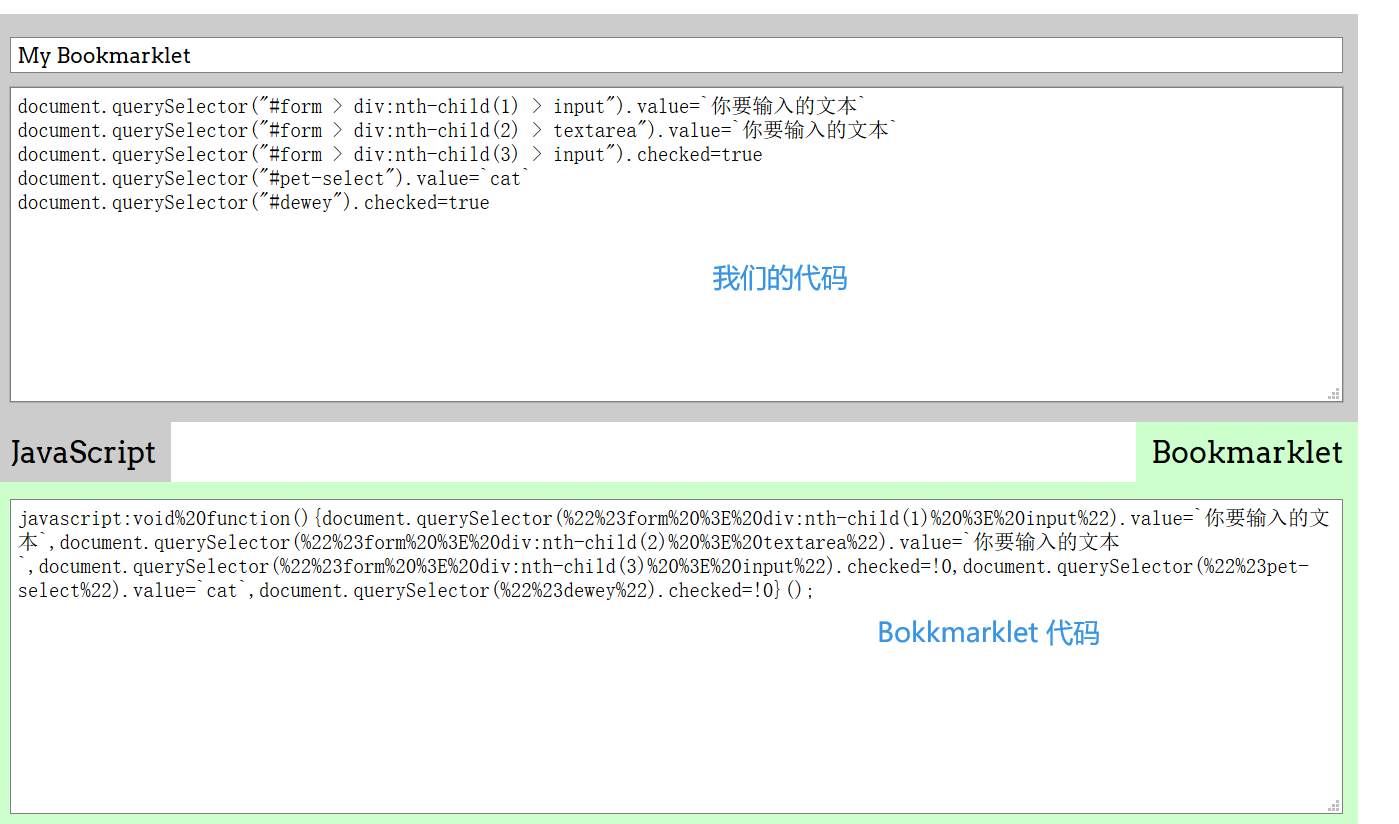 My Bookmarklet
document.querySelector("#form > div:nth-child(1) > input").value=`你要输入的文本`
document.querySelector("#form > div:nth-child(2) > textarea").value=`你要输入的文本`
document.querySelector("#form > div:nth-child(3) > input").checked=true
document.querySelector("#pet-select").value=`cat`
document.querySelector("#dewey").checked=true
我们的代码
JavaScript
Bookmarklet
javascript:void%20function(){document.querySelector(%22%23form%20%3E%20div:nth-child(1)%20%3E%20input%22).value=`你要输入的文
本`,document.querySelector(%22%23form%20%3E%20div:nth-child(2)%20%3E%20textarea%22).value=`你要输入的文本
`,document.querySelector(%22%23form%20%3E%20div:nth-child(3)%20%3E%20input%22).checked=!0,document.querySelector(%22%23pet-
select%22).value=`cat`,document.querySelector(%22%23dewey%22).checked=!0}();
Bokkmarklet 代码